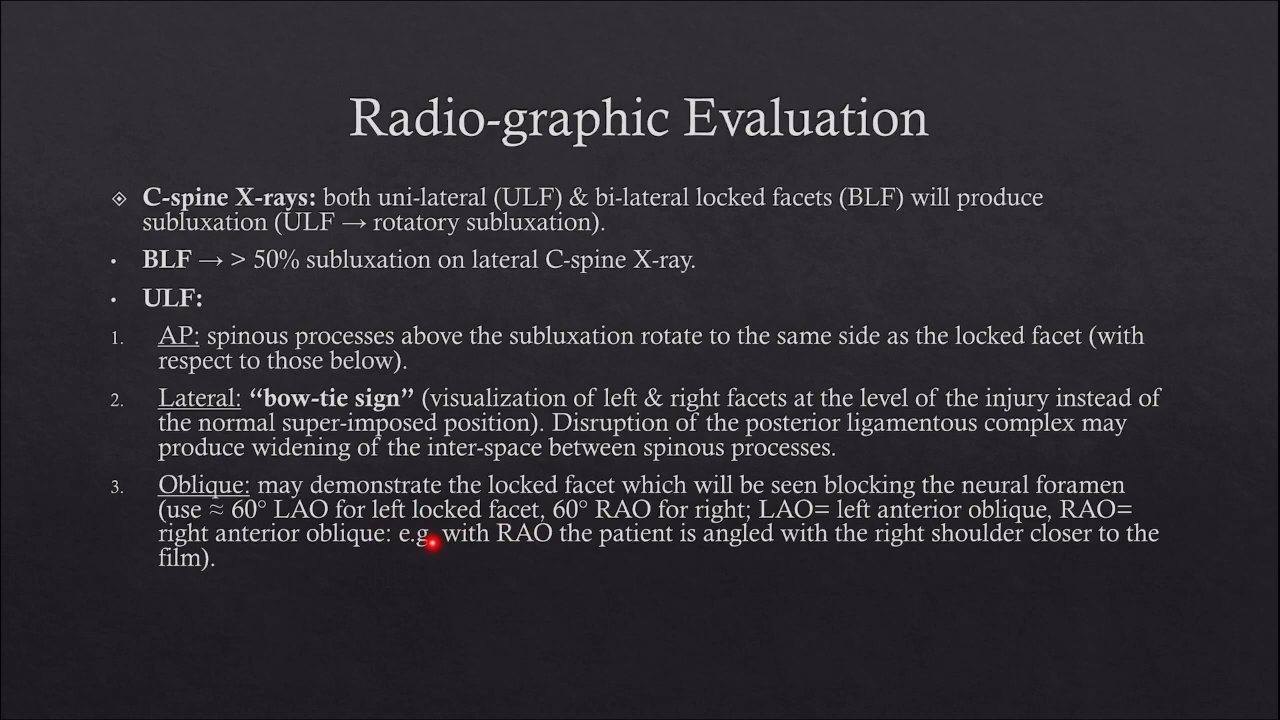 Radio-graphic Evaluation
C-spine X-rays: both uni-lateral (ULF) & bi-lateral locked facets (BLF) will produce
subluxation (ULF → rotatory subluxation).
• BLF → > 50% subluxation on lateral C-spine X-ray.
• ULF:
1. AP: spinous processes above the subluxation rotate to the same side as the locked facet (with
respect to those below).
2. Lateral: “bow-tie sign” (visualization of left & right facets at the level of the injury instead of
the normal super-imposed position). Disruption of the posterior ligamentous complex may
produce widening of the inter-space between spinous processes.
3. Oblique: may demonstrate the locked facet which will be seen blocking the neural foramen
(use ≈ 60° LAO for left locked facet, 60° RAO for right; LAO= left anterior oblique, RAO=
right anterior oblique: e.g. with RAO the patient is angled with the right shoulder closer to the
film).